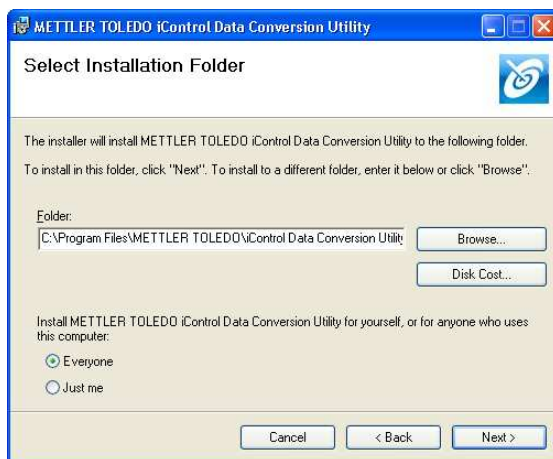 METTLER TOLEDO iControl Data Conversion Utility
Select Installation Folder
The installer will install METTLER TOLEDO iControl Data Conversion Utility to the following folder.
To install in this folder, click "Next". To install to a different folder, enter it below or click "Browse".
Folder:
C:\Program Files\METTLER TOLEDO\iControl Data Conversion Utilit
Browse...
Disk Cost...
Install METTLER TOLEDO iControl Data Conversion Utility for yourself, or for anyone who uses
this computer:
Everyone
Just me
Cancel
< Back
Next >